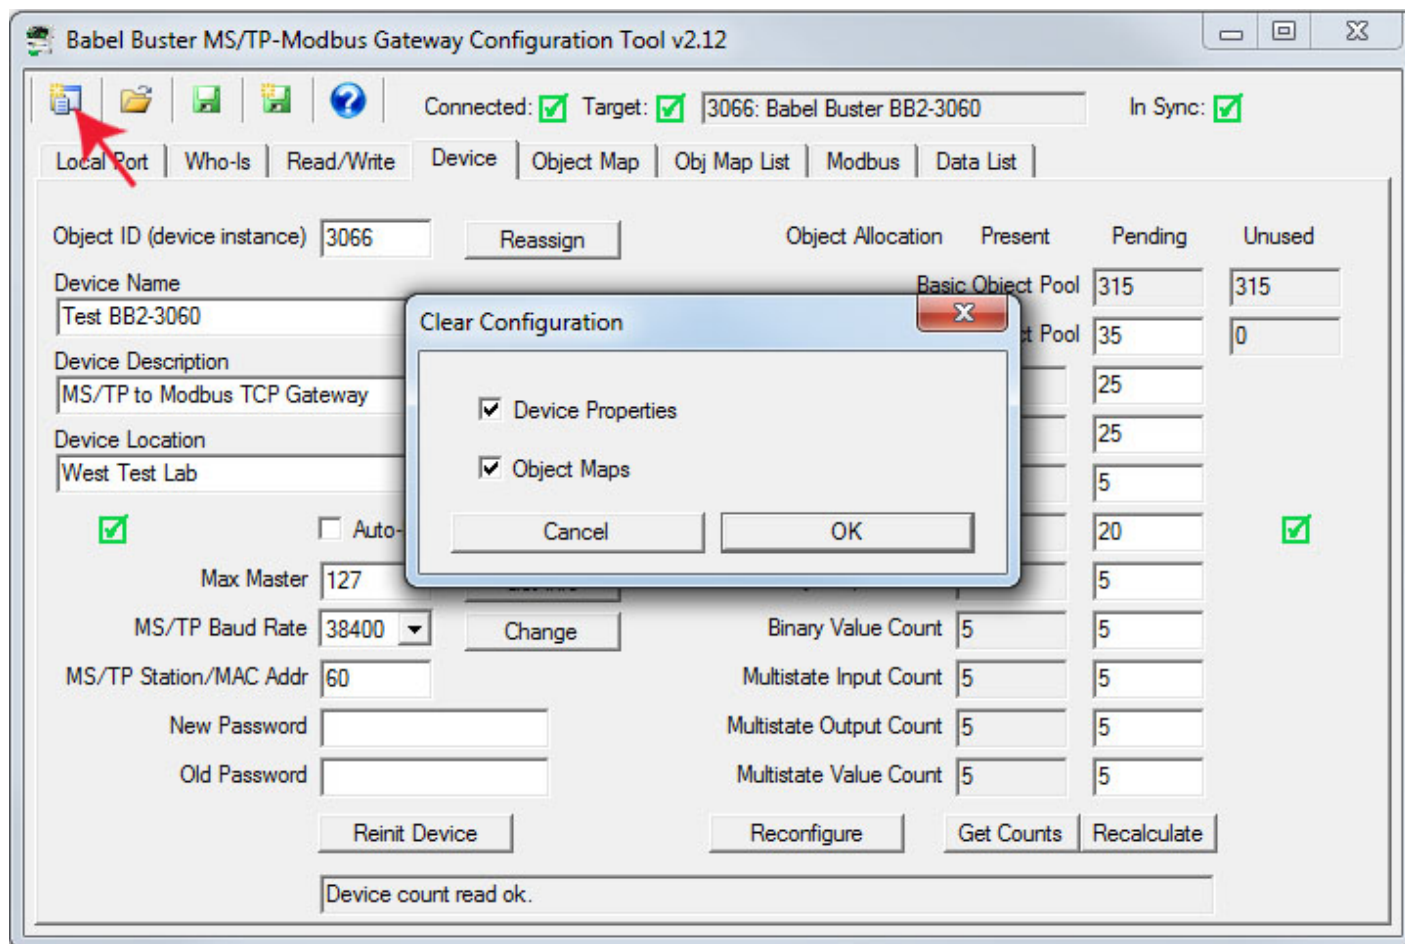 Babel Buster MS/TP-Modbus Gateway Configuration Tool v2.12
Connected: Target: 3066: Babel Buster BB2-3060 In Sync:
Local Port Who-Is Read/Write Device Object Map Obj Map List Modbus Data List
Object ID (device instance) 3066 Reassign Object Allocation Present Pending Unused
Device Name Basic Object Pool 315 315
Test BB2-3060
Clear Configuration
Pool 35 0
Device Description
MS/TP to Modbus TCP Gateway 25
Device Properties
Device Location 25
West Test Lab
Object Maps 5
Auto- Cancel OK 20
Max Master 127 5
MS/TP Baud Rate 38400 Change Binary Value Count 5 5
MS/TP Station/MAC Addr 60 Multistate Input Count 5 5
New Password Multistate Output Count 5 5
Old Password Multistate Value Count 5 5
Reinit Device Reconfigure Get Counts Recalculate
Device count read ok.